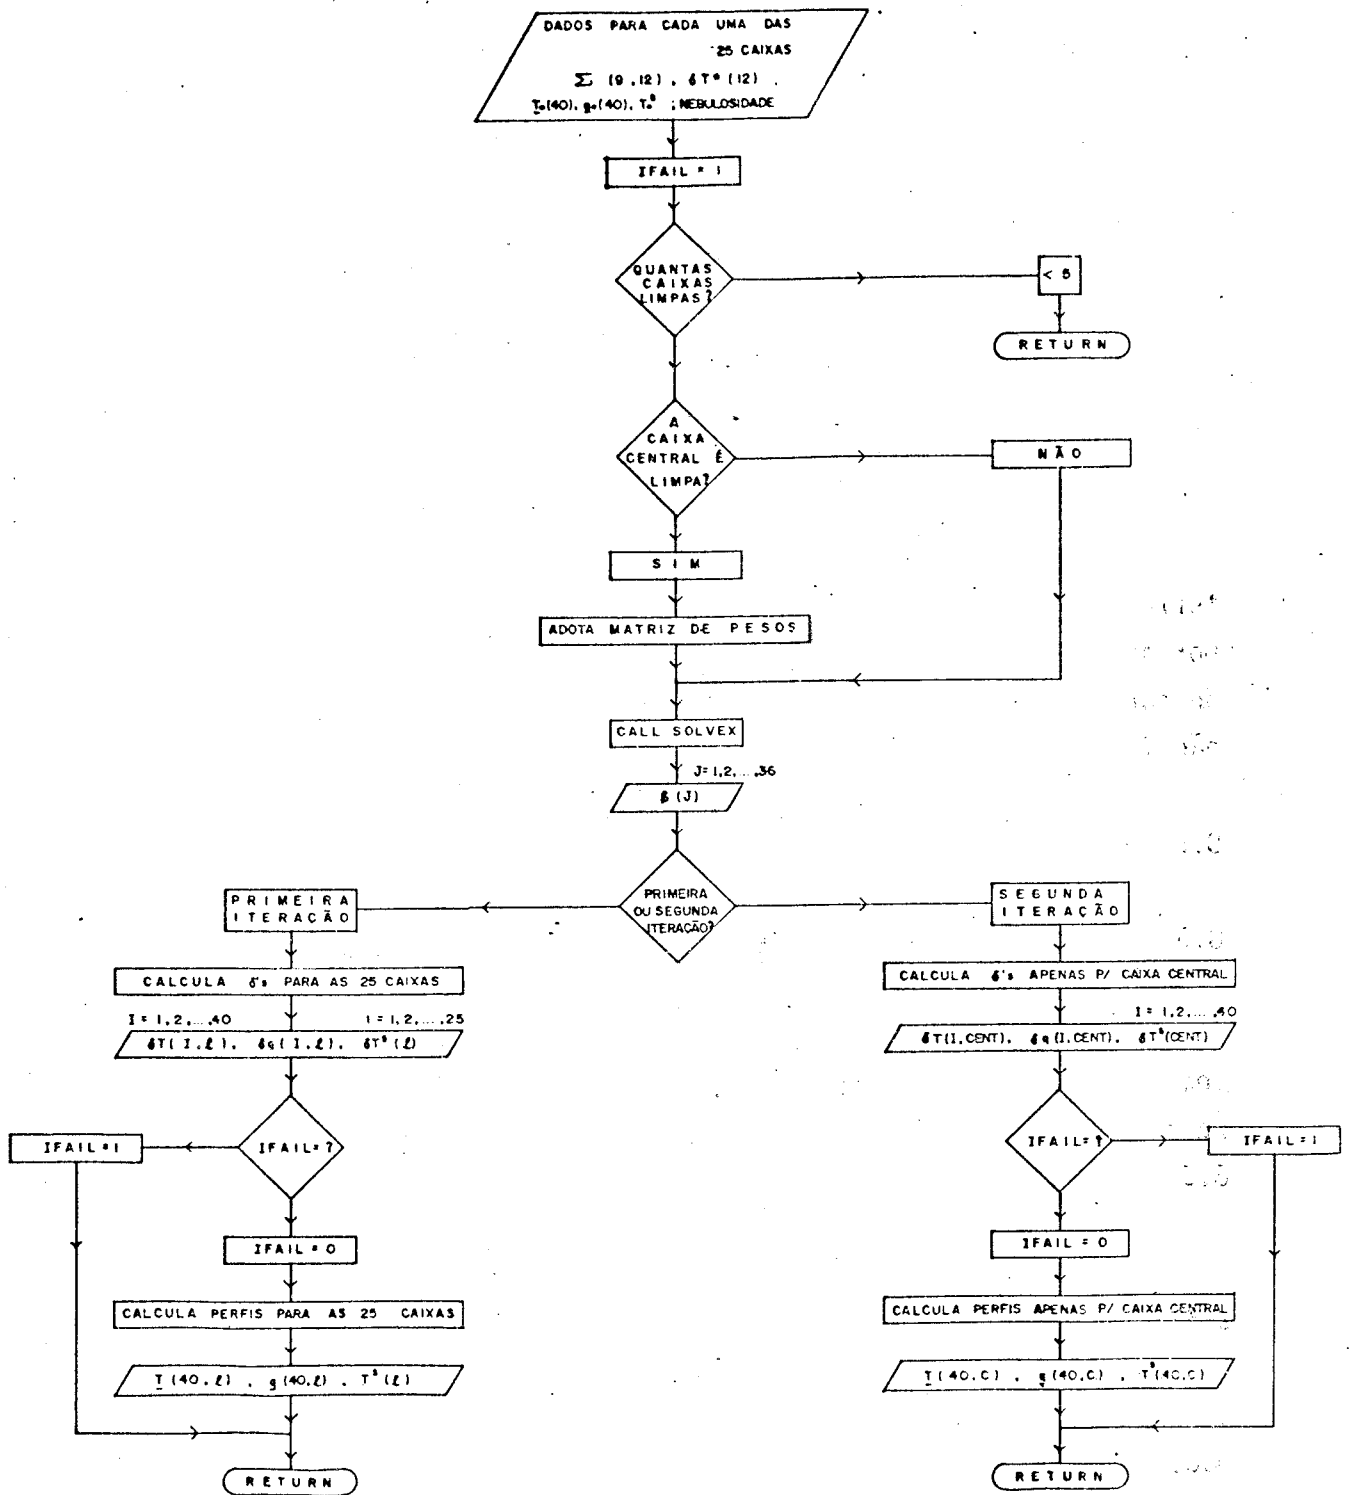 DADOS PARA CADA UMA DAS
25 CAIXAS
Σ (9,12), δT*(12),
T₀(40), q₀(40), T₀ˢ ; NEBULOSIDADE
IFAIL = 1
QUANTAS
CAIXAS
LIMPAS?
< 5
RETURN
A
CAIXA
CENTRAL É
LIMPA?
NÃO
SIM
ADOTA MATRIZ DE PESOS
CALL SOLVEX
J=1,2,...,36
β (J)
PRIMEIRA
OU SEGUNDA
ITERAÇÃO?
PRIMEIRA
ITERAÇÃO
SEGUNDA
ITERAÇÃO
CALCULA δ's PARA AS 25 CAIXAS
I = 1,2,...,40
l = 1,2,...,25
δT(I,ℓ), δq(I,ℓ), δTˢ(ℓ)
IFAIL=?
IFAIL=1
IFAIL = 0
CALCULA PERFIS PARA AS 25 CAIXAS
T(40,ℓ), q(40,ℓ), Tˢ(ℓ)
RETURN
CALCULA δ's APENAS P/ CAIXA CENTRAL
I = 1,2,...,40
δT(I,CENT), δq(I,CENT), δTˢ(CENT)
IFAIL=?
IFAIL=1
IFAIL = 0
CALCULA PERFIS APENAS P/ CAIXA CENTRAL
T(40,C), q(40,C), Tˢ(40,C)
RETURN